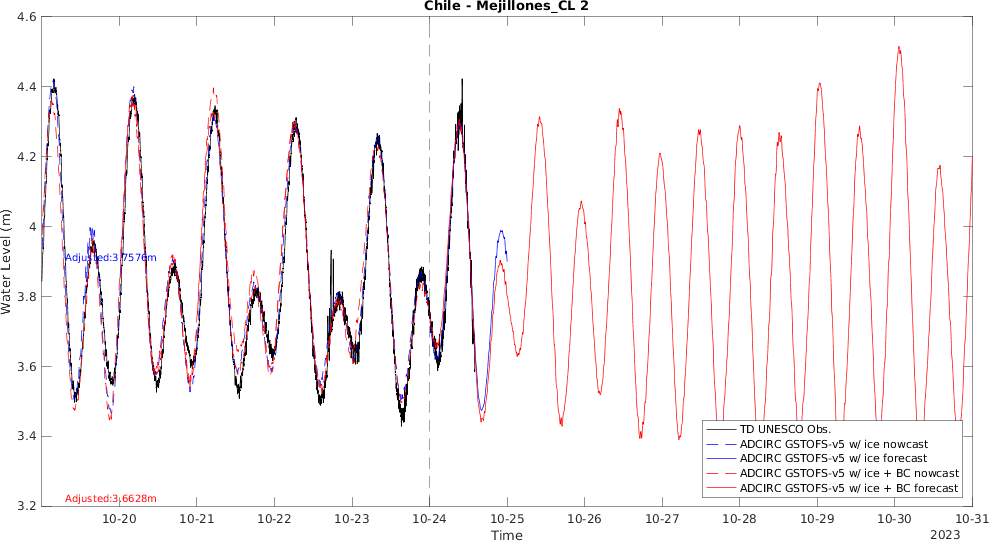 Chile - Mejillones_CL 2
4.6
4.4
4.2
4
3.8
3.6
3.4
3.2
Water Level (m)
Adjusted:3.7576m
Adjusted:3.6628m
TD UNESCO Obs.
ADCIRC GSTOFS-v5 w/ ice nowcast
ADCIRC GSTOFS-v5 w/ ice forecast
ADCIRC GSTOFS-v5 w/ ice + BC nowcast
ADCIRC GSTOFS-v5 w/ ice + BC forecast
10-20 10-21 10-22 10-23 10-24 10-25 10-26 10-27 10-28 10-29 10-30 10-31
Time
2023